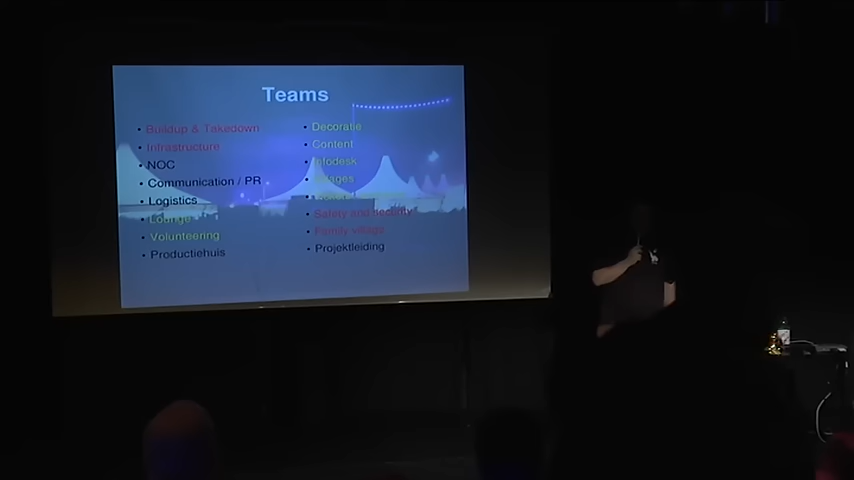 Teams
• Buildup & Takedown
• Infrastructure
• NOC
• Communication / PR
• Logistics
• Lounge
• Volunteering
• Productiehuis
• Decoratie
• Content
• Infodesk
• Villages
• Safety and security
• Family village
• Projektleiding